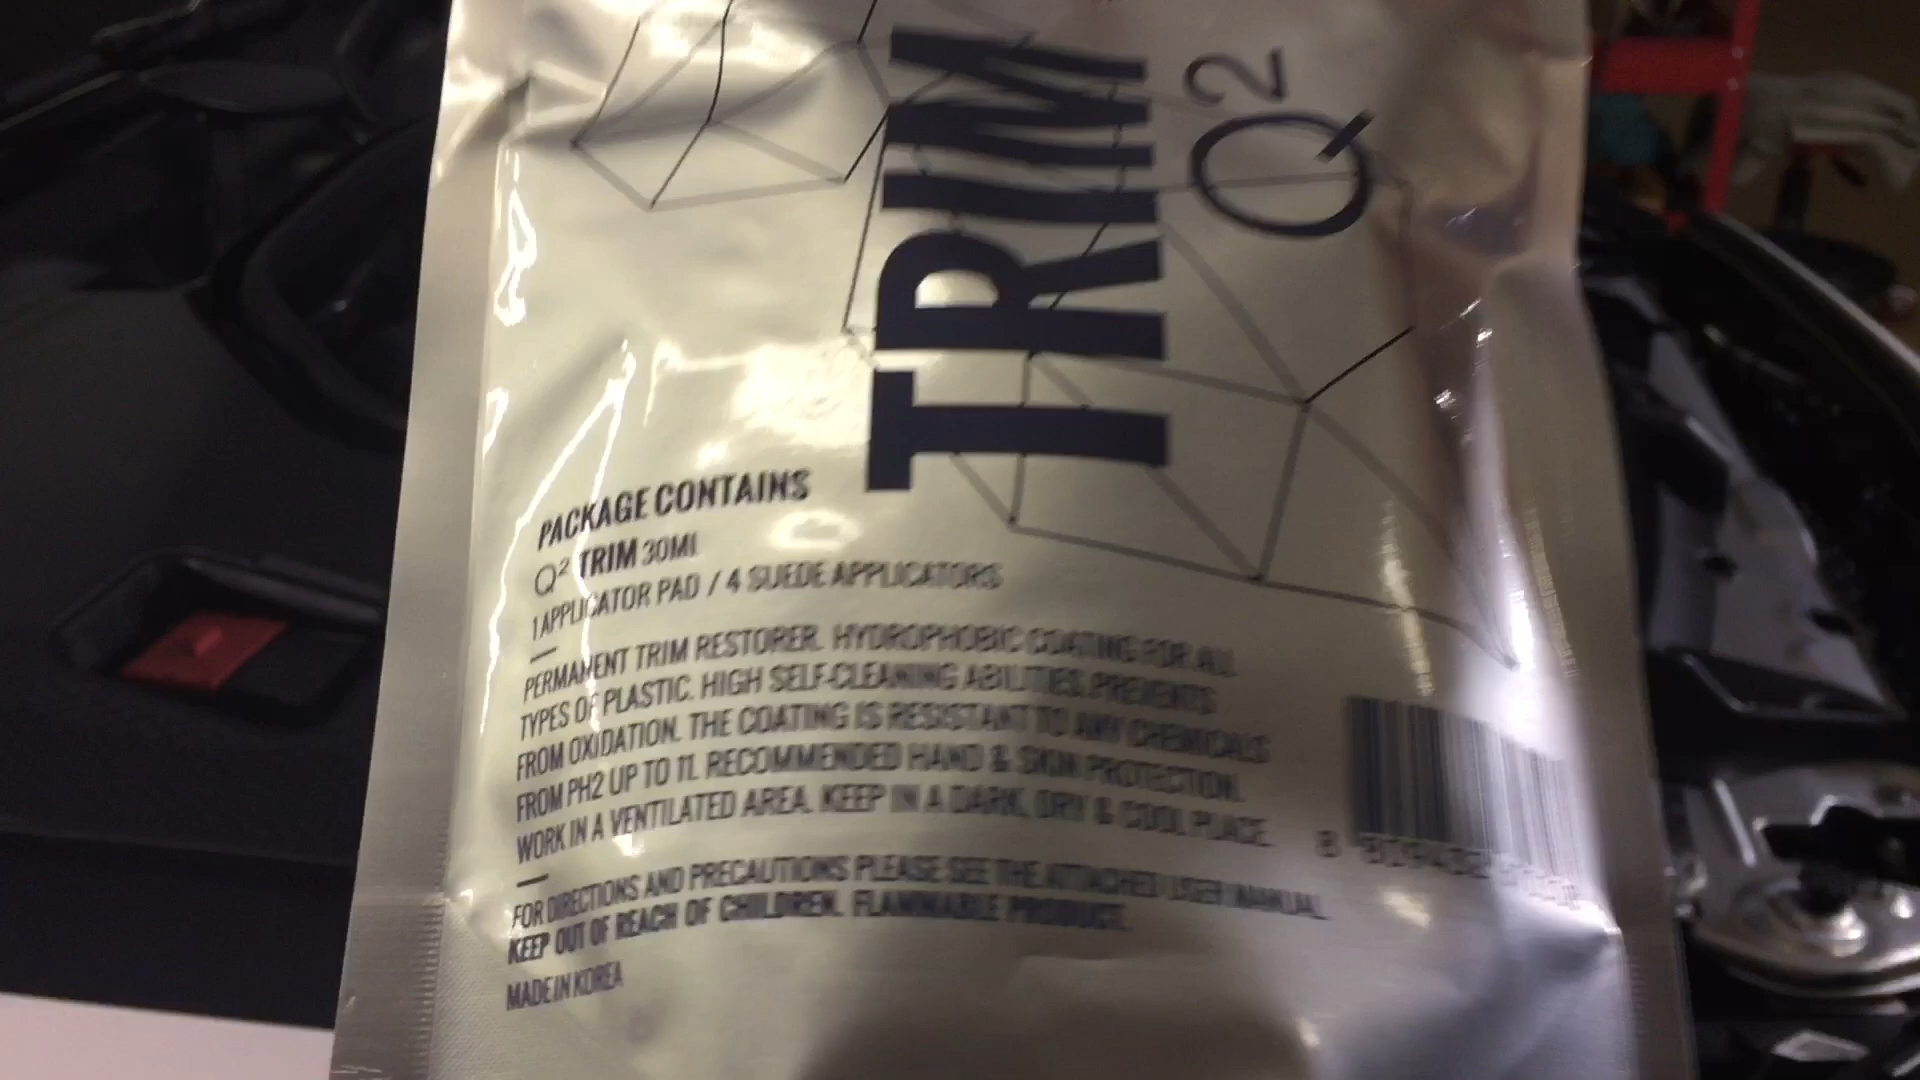 TRIM
Q²
PACKAGE CONTAINS
Q² TRIM 30ML
1 APPLICATOR PAD / 4 SUEDE APPLICATORS
PERMANENT TRIM RESTORER. HYDROPHOBIC COATING FOR ALL
TYPES OF PLASTIC. HIGH SELF-CLEANING ABILITIES. PREVENTS
FROM OXIDATION. THE COATING IS RESISTANT TO ANY CHEMICALS
FROM PH2 UP TO 11. RECOMMENDED HAND & SKIN PROTECTION.
WORK IN A VENTILATED AREA. KEEP IN A DARK, DRY & COOL PLACE.
FOR DIRECTIONS AND PRECAUTIONS PLEASE SEE THE ATTACHED USER MANUAL.
KEEP OUT OF REACH OF CHILDREN. FLAMMABLE PRODUCT.
MADE IN KOREA
8